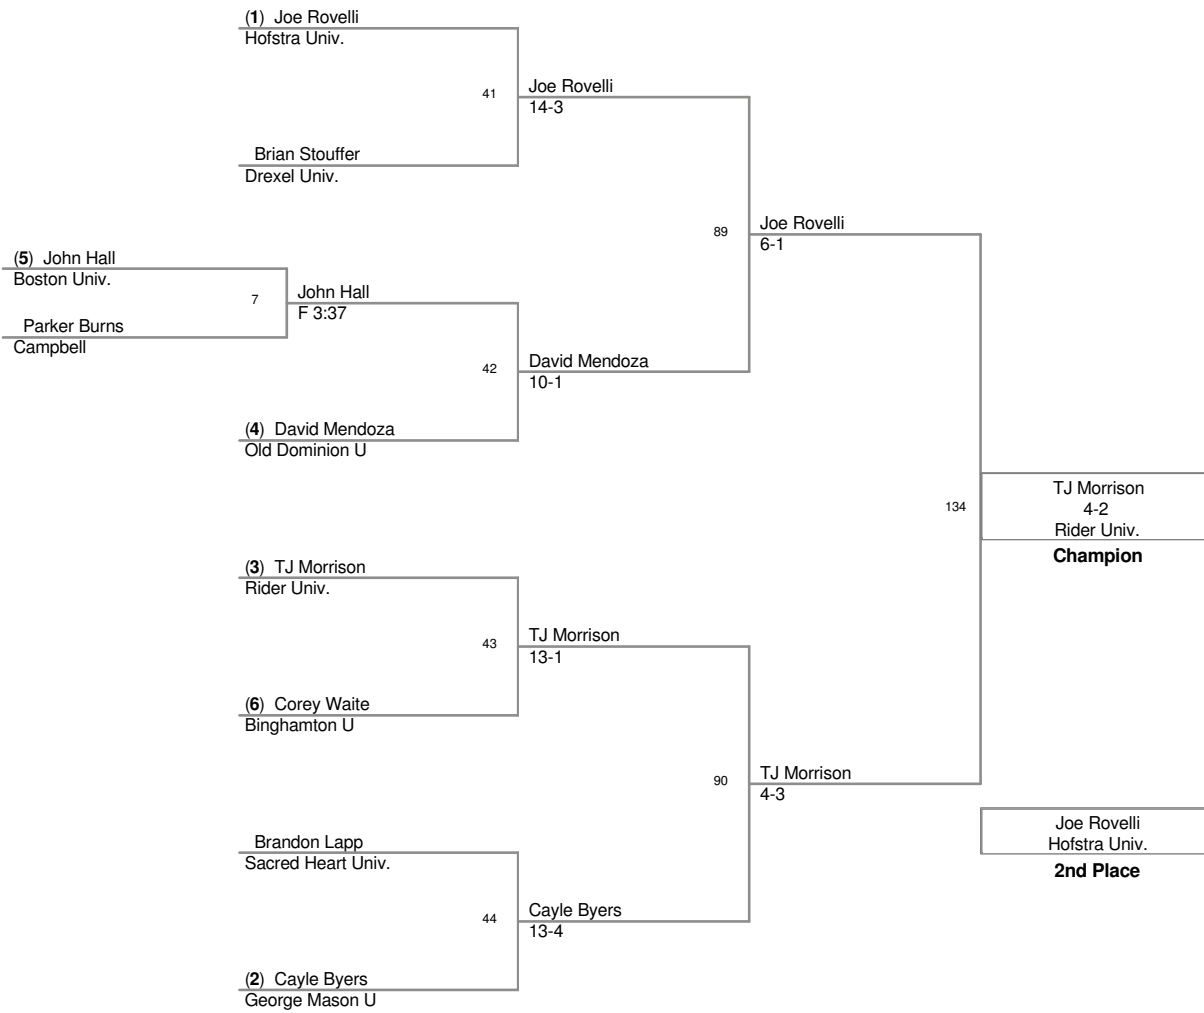 (1) Joe Rovelli
Hofstra Univ.
41
Joe Rovelli
14-3
Brian Stouffer
Drexel Univ.
89
Joe Rovelli
6-1
(5) John Hall
Boston Univ.
7
John Hall
F 3:37
Parker Burns
Campbell
42
David Mendoza
10-1
(4) David Mendoza
Old Dominion U
134
TJ Morrison
4-2
Rider Univ.
Champion
(3) TJ Morrison
Rider Univ.
43
TJ Morrison
13-1
(6) Corey Waite
Binghamton U
90
TJ Morrison
4-3
Brandon Lapp
Sacred Heart Univ.
44
Cayle Byers
13-4
(2) Cayle Byers
George Mason U
Joe Rovelli
Hofstra Univ.
2nd Place